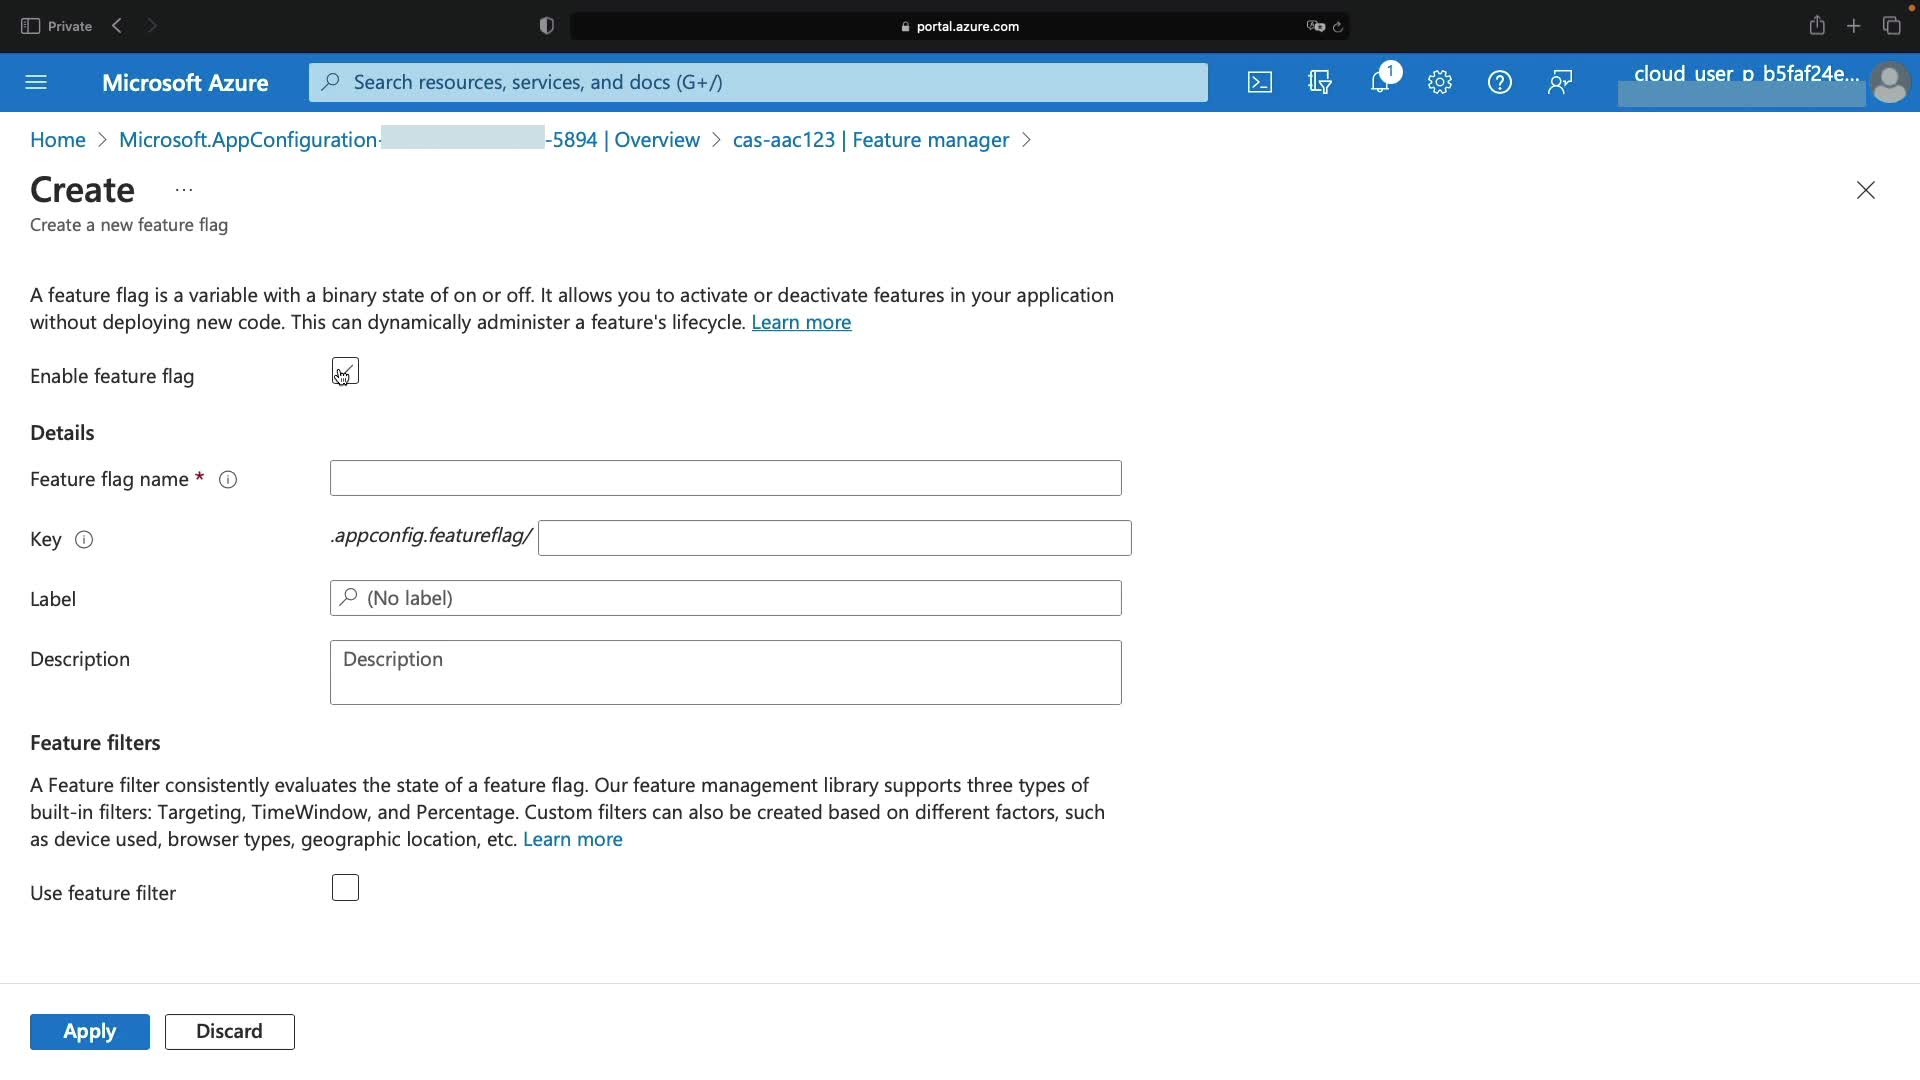 Private
portal.azure.com
Microsoft Azure
Search resources, services, and docs (G+/)
1
cloud_user_p_b5faf24e...
Home > Microsoft.AppConfiguration- -5894 | Overview > cas-aac123 | Feature manager >
Create ...
Create a new feature flag
A feature flag is a variable with a binary state of on or off. It allows you to activate or deactivate features in your application
without deploying new code. This can dynamically administer a feature's lifecycle. Learn more
Enable feature flag
Details
Feature flag name *
Key .appconfig.featureflag/
Label (No label)
Description Description
Feature filters
A Feature filter consistently evaluates the state of a feature flag. Our feature management library supports three types of
built-in filters: Targeting, TimeWindow, and Percentage. Custom filters can also be created based on different factors, such
as device used, browser types, geographic location, etc. Learn more
Use feature filter
Apply Discard